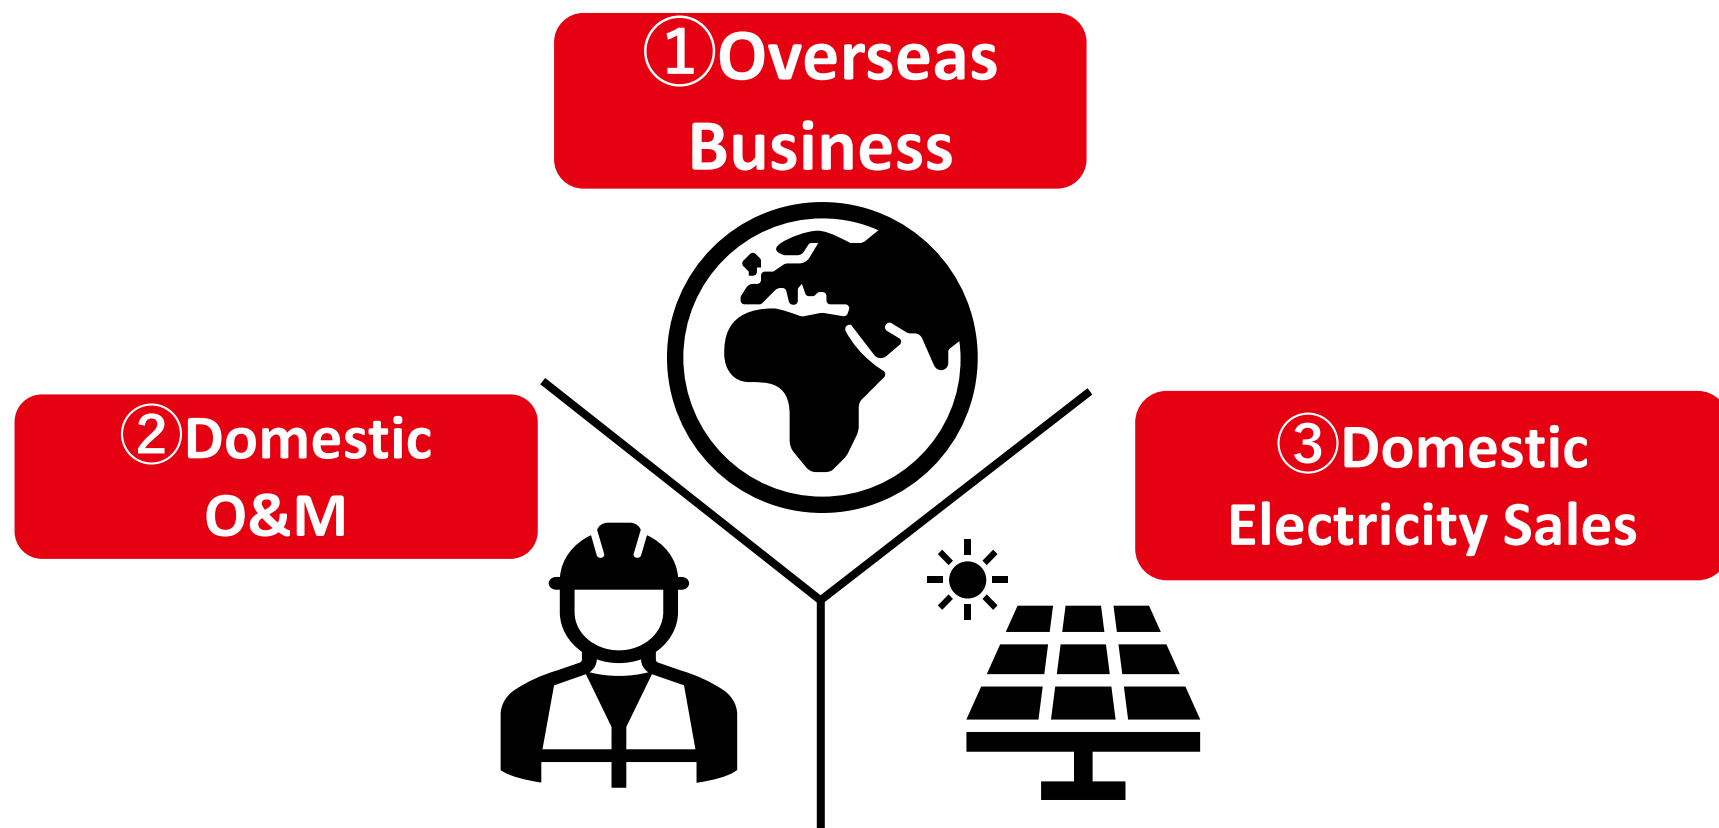 ①Overseas
Business
②Domestic
O&M
③Domestic
Electricity Sales